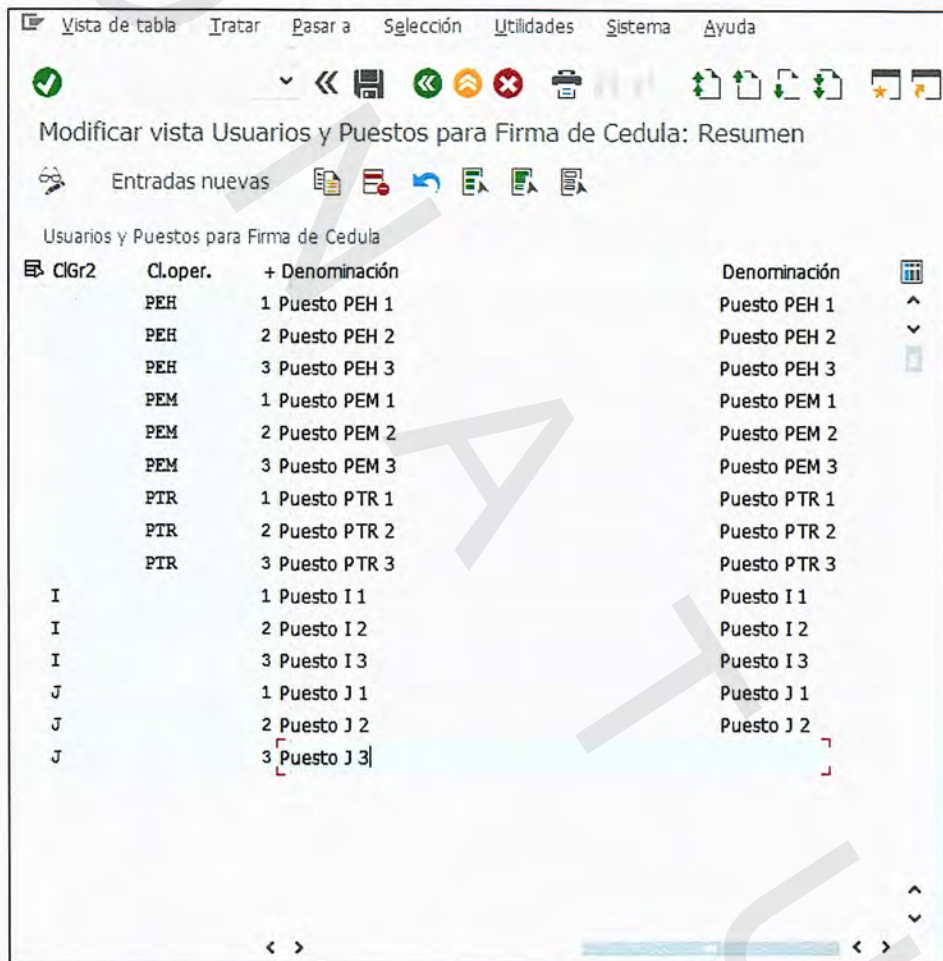 Vista de tabla Tratar Pasar a Selección Utilidades Sistema Ayuda
Modificar vista Usuarios y Puestos para Firma de Cedula: Resumen
Entradas nuevas
Usuarios y Puestos para Firma de Cedula
ClGr2 Cl.oper. + Denominación Denominación
PEH 1 Puesto PEH 1 Puesto PEH 1
PEH 2 Puesto PEH 2 Puesto PEH 2
PEH 3 Puesto PEH 3 Puesto PEH 3
PEM 1 Puesto PEM 1 Puesto PEM 1
PEM 2 Puesto PEM 2 Puesto PEM 2
PEM 3 Puesto PEM 3 Puesto PEM 3
PTR 1 Puesto PTR 1 Puesto PTR 1
PTR 2 Puesto PTR 2 Puesto PTR 2
PTR 3 Puesto PTR 3 Puesto PTR 3
I 1 Puesto I 1 Puesto I 1
I 2 Puesto I 2 Puesto I 2
I 3 Puesto I 3 Puesto I 3
J 1 Puesto J 1 Puesto J 1
J 2 Puesto J 2 Puesto J 2
J 3 Puesto J 3